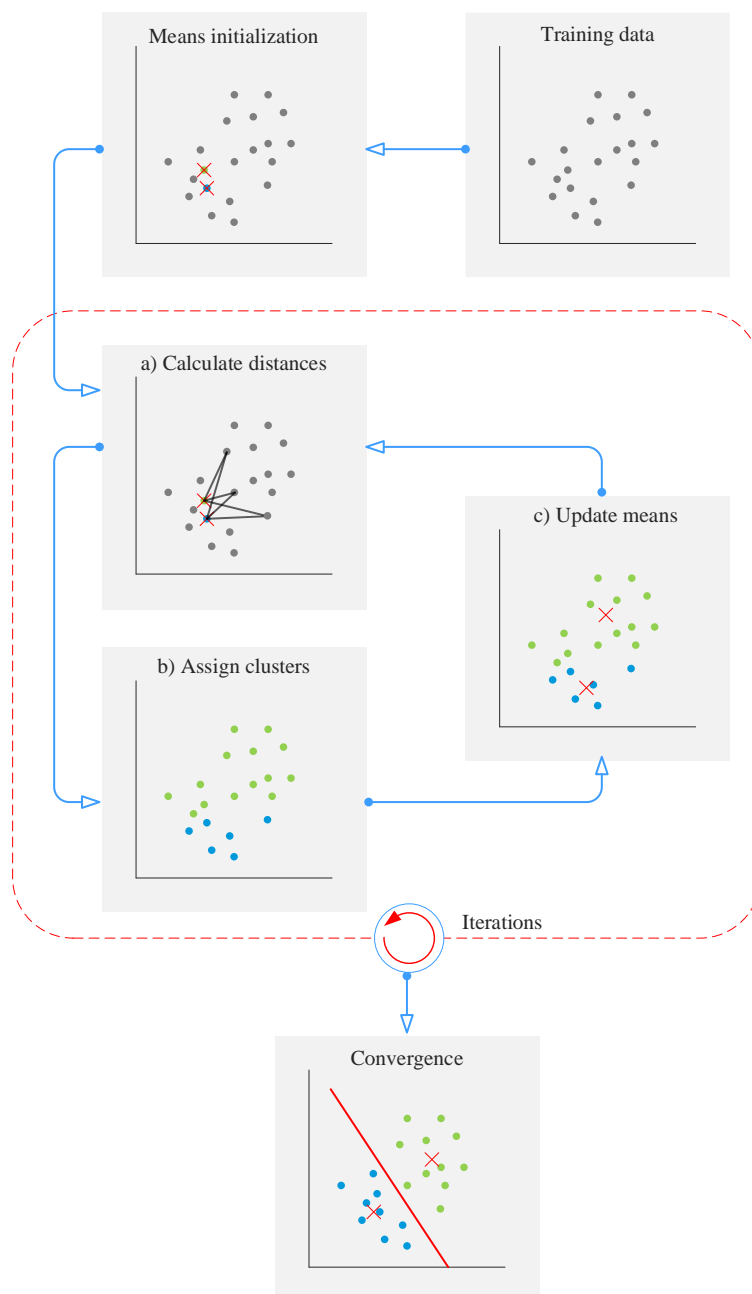 Means initialization
Training data
a) Calculate distances
c) Update means
b) Assign clusters
Iterations
Convergence